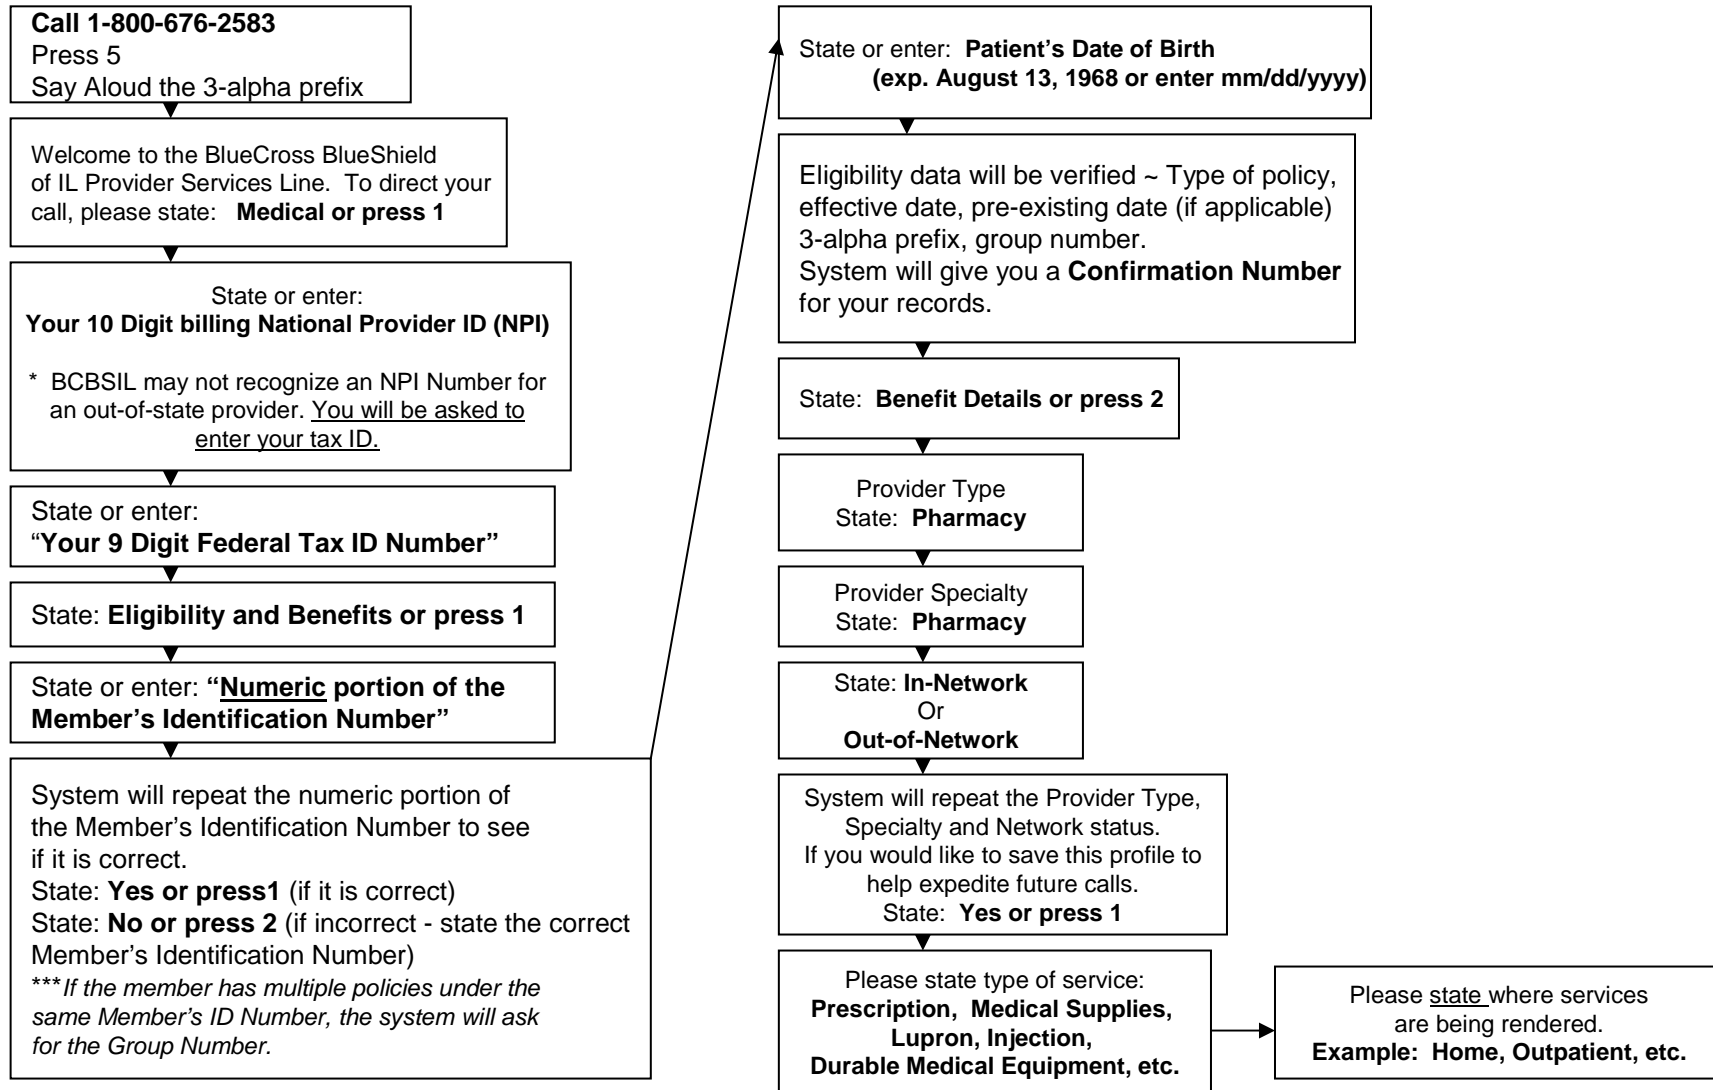 Call 1-800-676-2583
Press 5
Say Aloud the 3-alpha prefix
Welcome to the BlueCross BlueShield
of IL Provider Services Line.  To direct your
call, please state:   Medical or press 1
State or enter:
Your 10 Digit billing National Provider ID (NPI)
*  BCBSIL may not recognize an NPI Number for
an out-of-state provider. You will be asked to
enter your tax ID.
State or enter:
“Your 9 Digit Federal Tax ID Number”
State: Eligibility and Benefits or press 1
State or enter: “Numeric portion of the
Member’s Identification Number”
System will repeat the numeric portion of
the Member’s Identification Number to see
if it is correct.
State: Yes or press1 (if it is correct)
State: No or press 2 (if incorrect - state the correct
Member’s Identification Number)
***If the member has multiple policies under the
same Member’s ID Number, the system will ask
for the Group Number.
State or enter:  Patient’s Date of Birth
(exp. August 13, 1968 or enter mm/dd/yyyy)
Eligibility data will be verified ~ Type of policy,
effective date, pre-existing date (if applicable)
3-alpha prefix, group number.
System will give you a Confirmation Number
for your records.
State:  Benefit Details or press 2
Provider Type
State:  Pharmacy
Provider Specialty
State:  Pharmacy
State: In-Network
Or
Out-of-Network
System will repeat the Provider Type,
Specialty and Network status.
If you would like to save this profile to
help expedite future calls.
State:  Yes or press 1
Please state type of service:
Prescription,  Medical Supplies,
Lupron, Injection,
Durable Medical Equipment, etc.
Please state where services
are being rendered.
Example:  Home, Outpatient, etc.